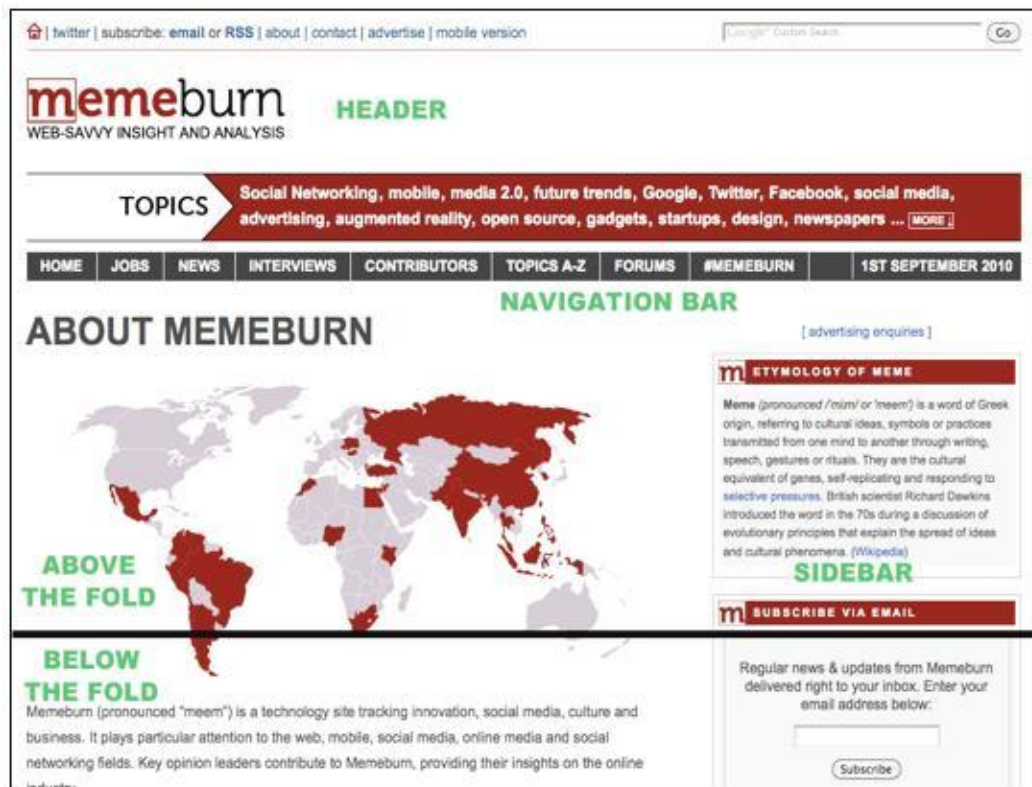 | twitter | subscribe: email or RSS | about | contact | advertise | mobile version
Google™ Custom Search
Go
memeburn
WEB-SAVVY INSIGHT AND ANALYSIS
HEADER
TOPICS
Social Networking, mobile, media 2.0, future trends, Google, Twitter, Facebook, social media,
advertising, augmented reality, open source, gadgets, startups, design, newspapers ... MORE
HOME JOBS NEWS INTERVIEWS CONTRIBUTORS TOPICS A-Z FORUMS #MEMEBURN 1ST SEPTEMBER 2010
NAVIGATION BAR
ABOUT MEMEBURN
[ advertising enquiries ]
m ETYMOLOGY OF MEME
Meme (pronounced /'mim/ or 'meem') is a word of Greek
origin, referring to cultural ideas, symbols or practices
transmitted from one mind to another through writing,
speech, gestures or rituals. They are the cultural
equivalent of genes, self-replicating and responding to
selective pressures. British scientist Richard Dawkins
introduced the word in the 70s during a discussion of
evolutionary principles that explain the spread of ideas
and cultural phenomena. (Wikipedia)
SIDEBAR
ABOVE
THE FOLD
m SUBSCRIBE VIA EMAIL
BELOW
THE FOLD
Regular news & updates from Memeburn
delivered right to your inbox. Enter your
email address below:
Subscribe
Memeburn (pronounced "meem") is a technology site tracking innovation, social media, culture and
business. It plays particular attention to the web, mobile, social media, online media and social
networking fields. Key opinion leaders contribute to Memeburn, providing their insights on the online